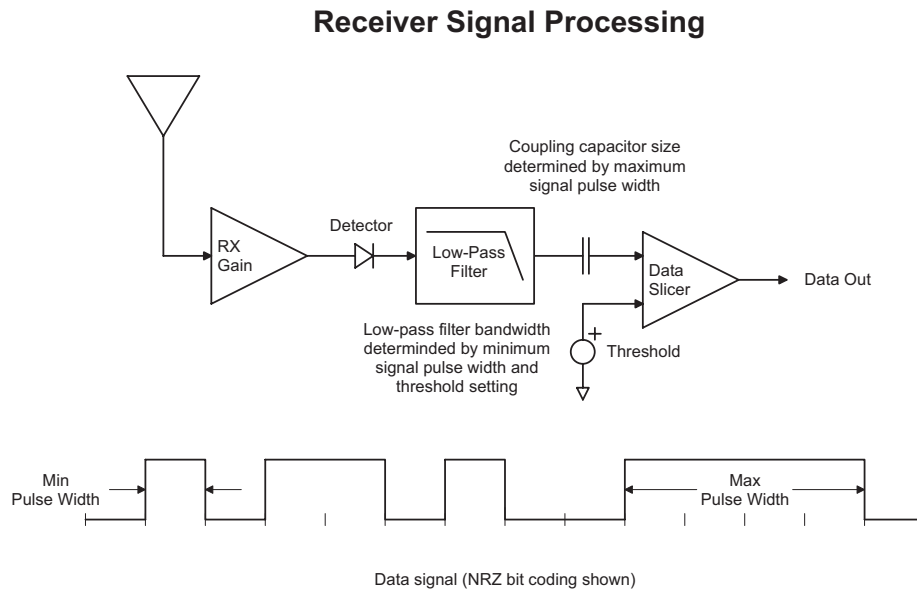 Receiver Signal Processing
Coupling capacitor size
determined by maximum
signal pulse width
RX
Gain
Detector
Low-Pass
Filter
Data
Slicer
Data Out
Low-pass filter bandwidth
determinded by minimum
signal pulse width and
threshold setting
+
Threshold
Min
Pulse Width
Max
Pulse Width
Data signal (NRZ bit coding shown)